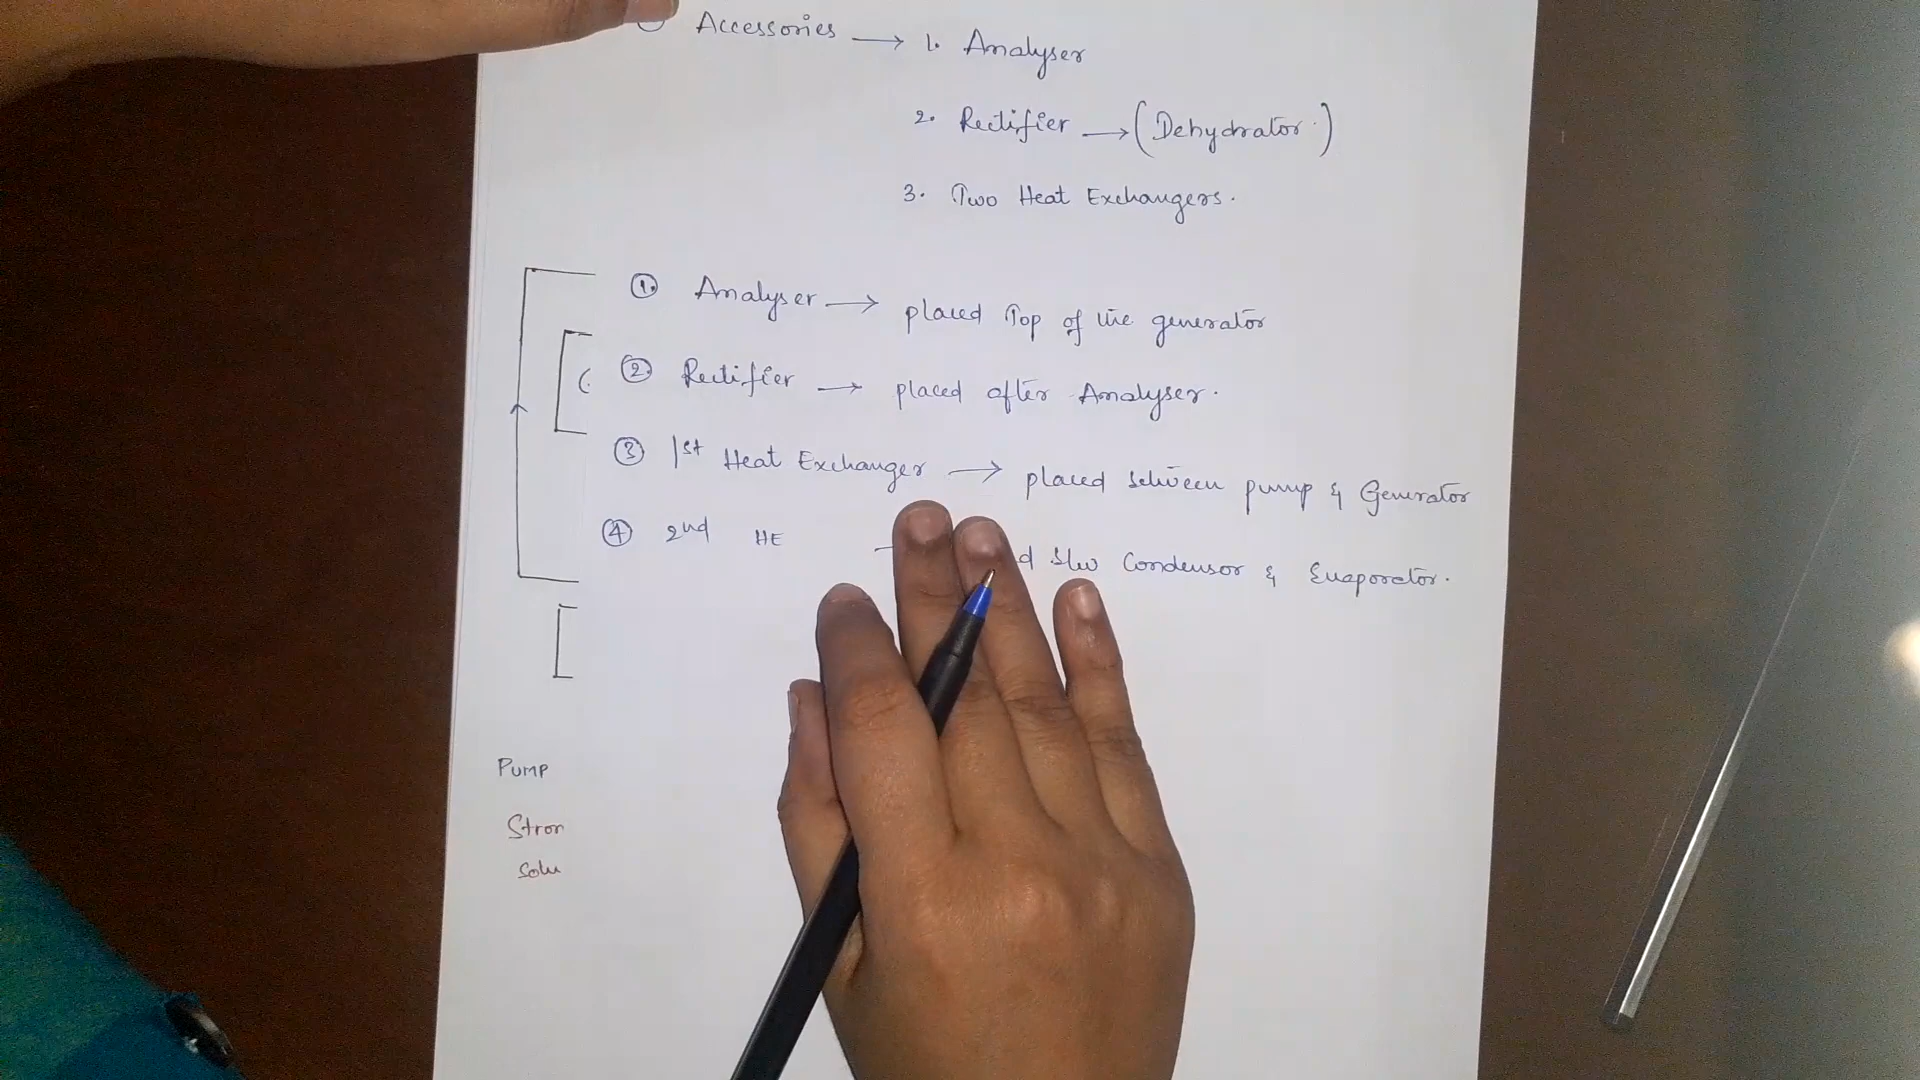 Accessories → 1. Analyser
2. Rectifier → (Dehydrator.)
3. Two Heat Exchangers.
① Analyser → placed Top of the generator
② Rectifier → placed after Analyser.
③ 1st Heat Exchanger → placed between pump & Generator
④ 2nd HE d b/w Condensor & Evaporator.
Pump
Stron
Solu